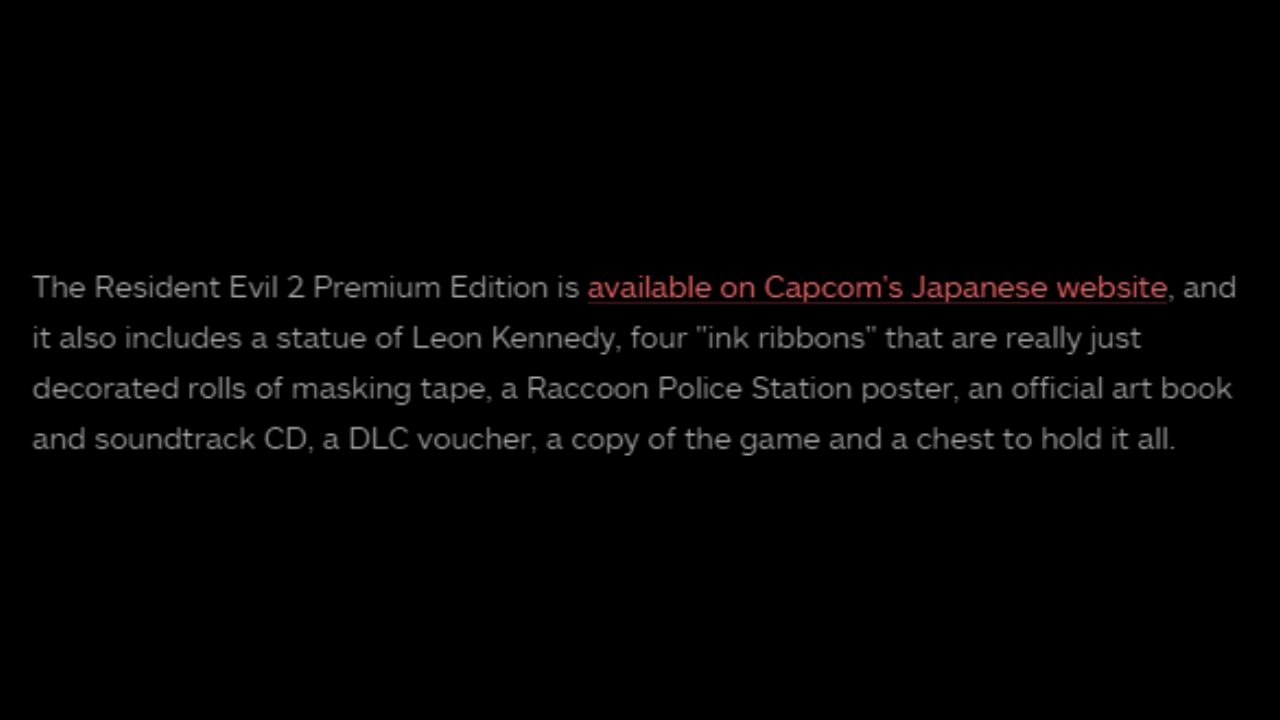 The Resident Evil 2 Premium Edition is available on Capcom's Japanese website, and
it also includes a statue of Leon Kennedy, four "ink ribbons" that are really just
decorated rolls of masking tape, a Raccoon Police Station poster, an official art book
and soundtrack CD, a DLC voucher, a copy of the game and a chest to hold it all.